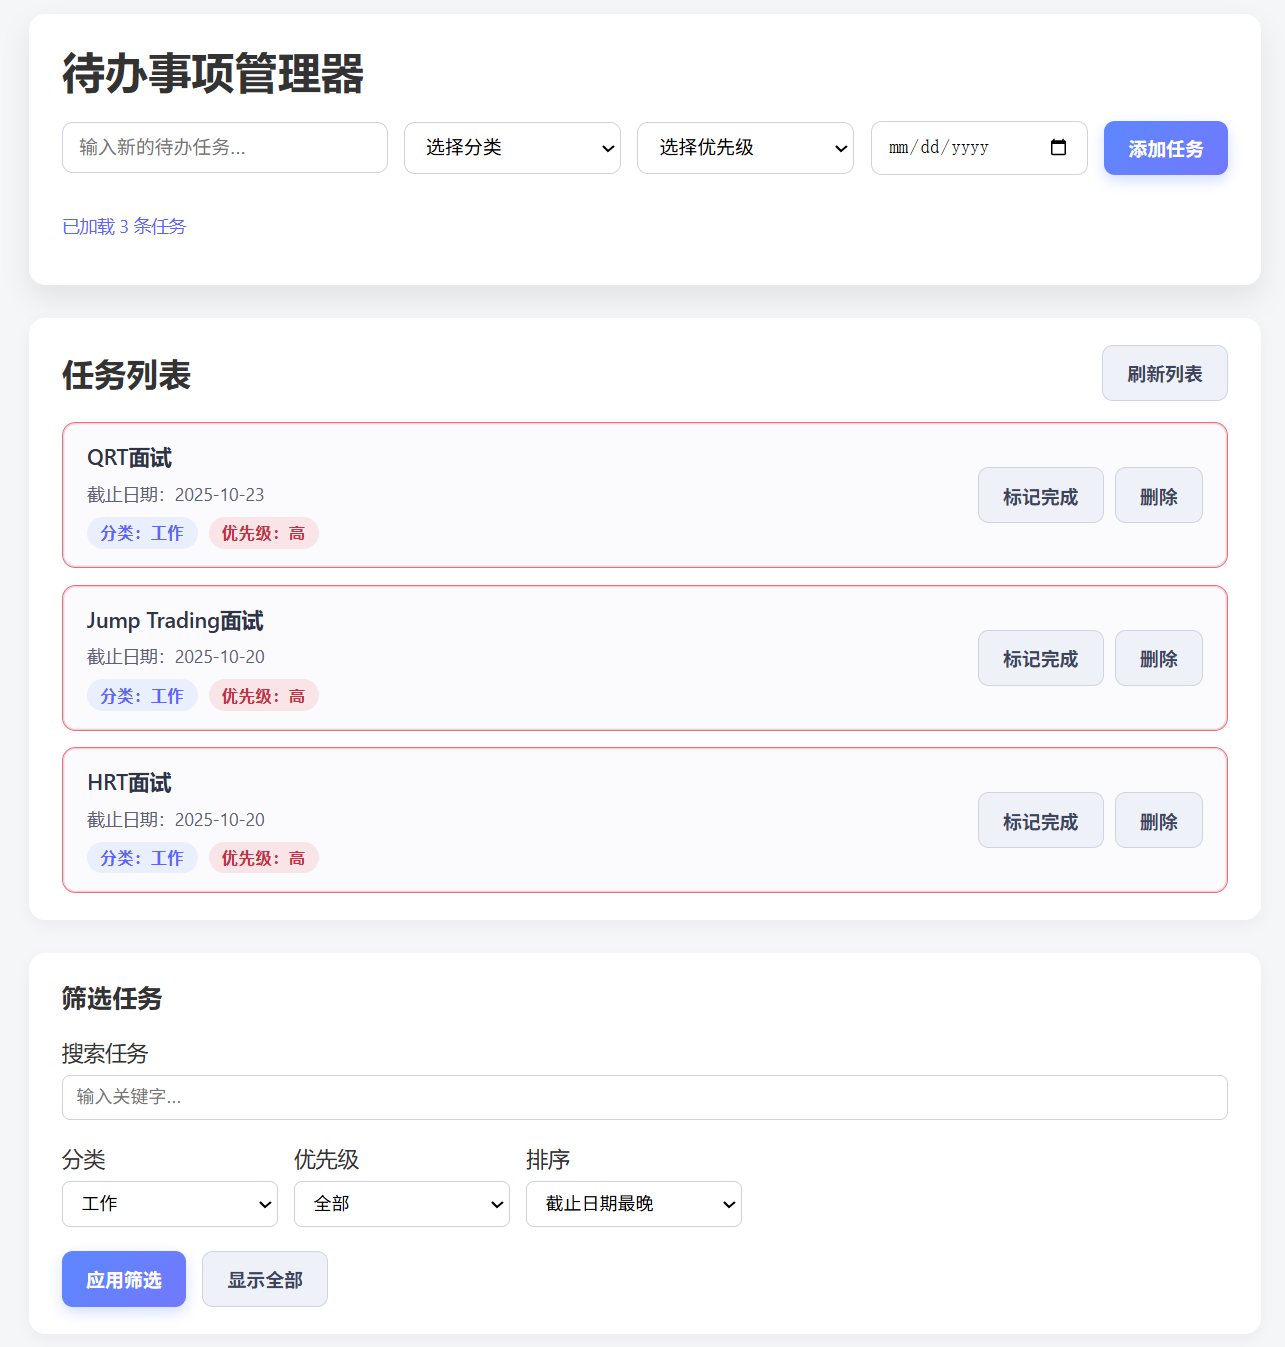 待办事项管理器
输入新的待办任务... 选择分类 选择优先级 mm/dd/yyyy 添加任务
已加载 3 条任务
任务列表 刷新列表
QRT面试
截止日期：2025-10-23
分类：工作 优先级：高
标记完成 删除
Jump Trading面试
截止日期：2025-10-20
分类：工作 优先级：高
标记完成 删除
HRT面试
截止日期：2025-10-20
分类：工作 优先级：高
标记完成 删除
筛选任务
搜索任务
输入关键字...
分类 优先级 排序
工作 全部 截止日期最晚
应用筛选 显示全部